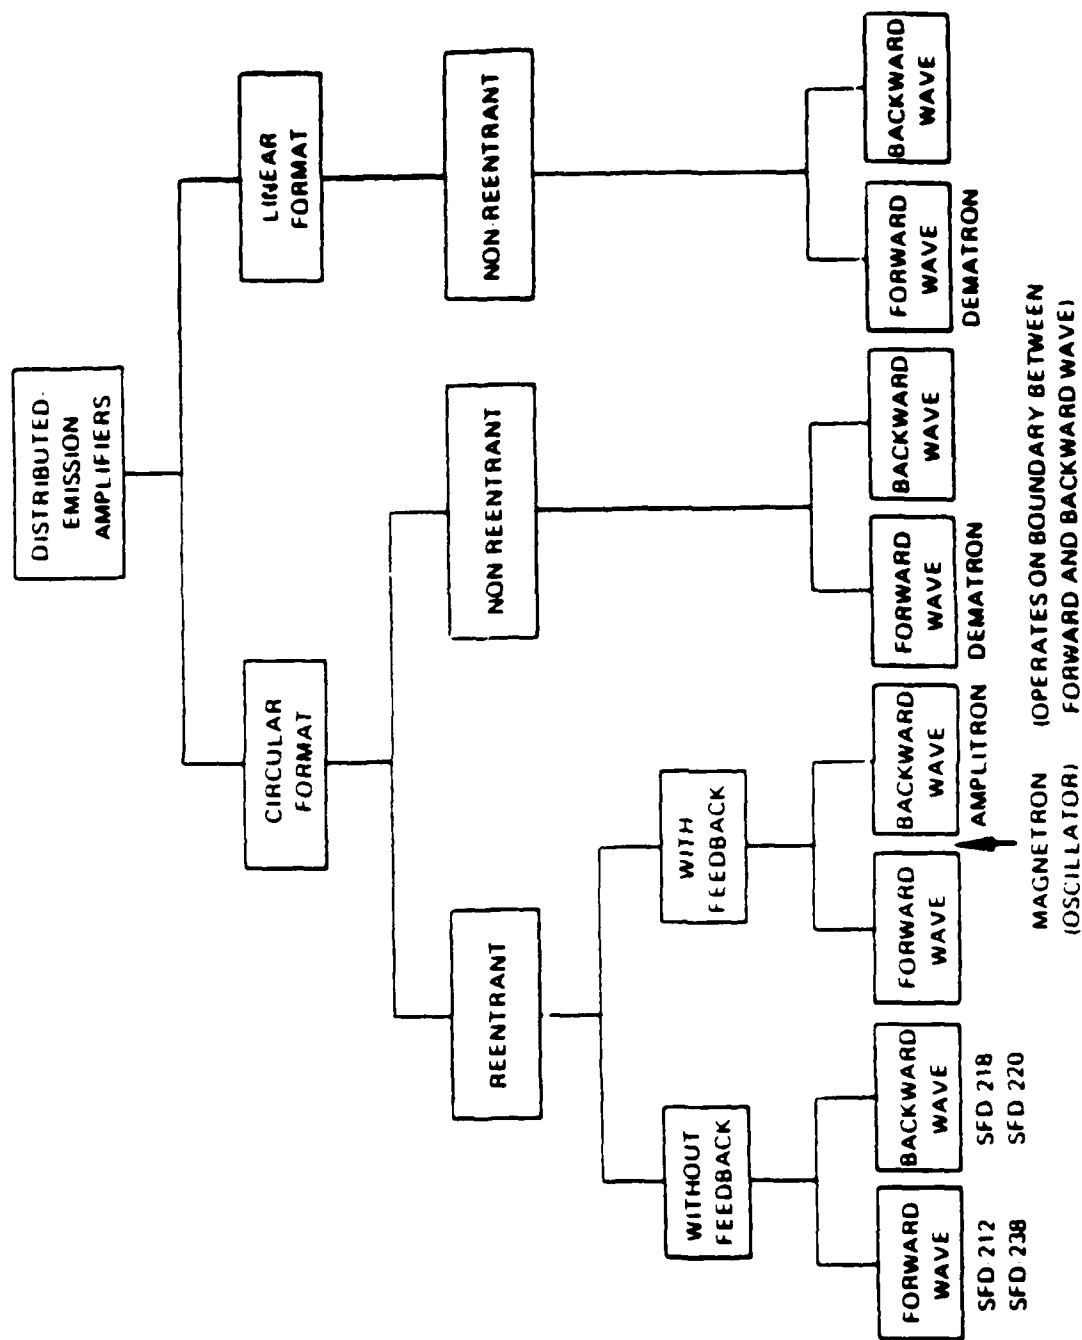 DISTRIBUTED-
EMISSION
AMPLIFIERS
CIRCULAR
FORMAT
LINEAR
FORMAT
REENTRANT
NON REENTRANT
NON-REENTRANT
WITHOUT
FEEDBACK
WITH
FEEDBACK
FORWARD
WAVE
BACKWARD
WAVE
FORWARD
WAVE
BACKWARD
WAVE
FORWARD
WAVE
BACKWARD
WAVE
FORWARD
WAVE
BACKWARD
WAVE
SFD-212
SFD-238
SFD 218
SFD 220
AMPLITRON
DEMATRON
DEMATRON
MAGNETRON (OPERATES ON BOUNDARY BETWEEN
(OSCILLATOR) FORWARD AND BACKWARD WAVE)